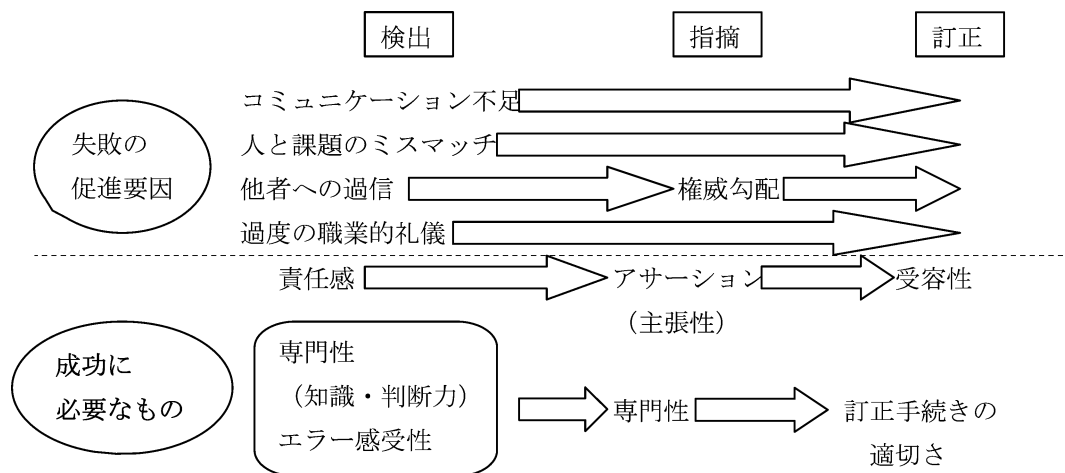 検出 指摘 訂正
失敗の
促進要因
コミュニケーション不足
人と課題のミスマッチ
他者への過信 権威勾配
過度の職業的礼儀
責任感 アサーション 受容性
（主張性）
成功に
必要なもの
専門性
（知識・判断力）
エラー感受性
専門性
訂正手続きの
適切さ